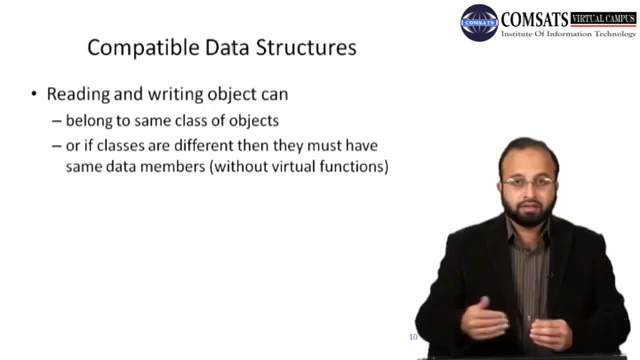 COMSATS
COMSATS VIRTUAL CAMPUS
Institute Of Information Technology
Compatible Data Structures
• Reading and writing object can
– belong to same class of objects
– or if classes are different then they must have
same data members (without virtual functions)
10